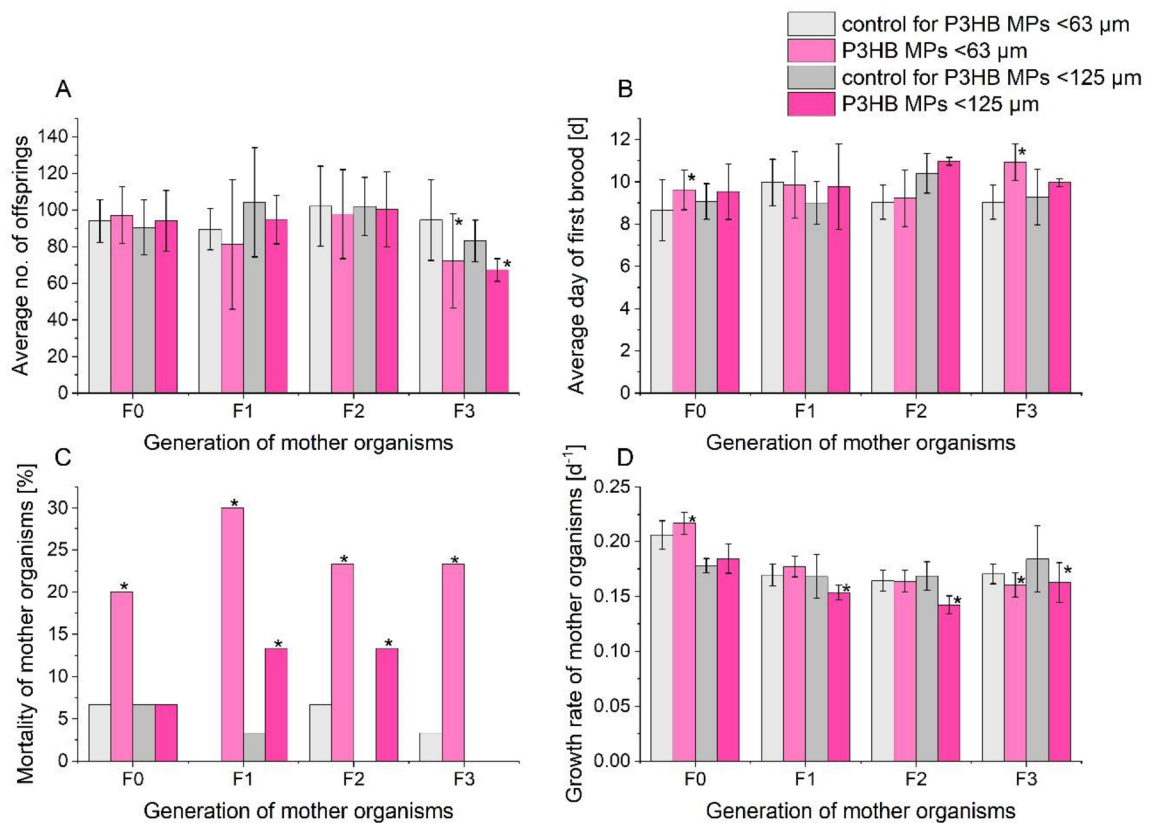 control for P3HB MPs <63 µm
P3HB MPs <63 µm
control for P3HB MPs <125 µm
P3HB MPs <125 µm
A
Average no. of offsprings
140
120
100
80
60
40
20
0
* *
F0 F1 F2 F3
Generation of mother organisms
B
Average day of first brood [d]
12
10
8
6
4
2
0
* *
F0 F1 F2 F3
Generation of mother organisms
C
Mortality of mother organisms [%]
30
25
20
15
10
5
0
* * * * * *
F0 F1 F2 F3
Generation of mother organisms
D
Growth rate of mother organisms [d-1]
0.25
0.20
0.15
0.10
0.05
0.00
* * * * *
F0 F1 F2 F3
Generation of mother organisms